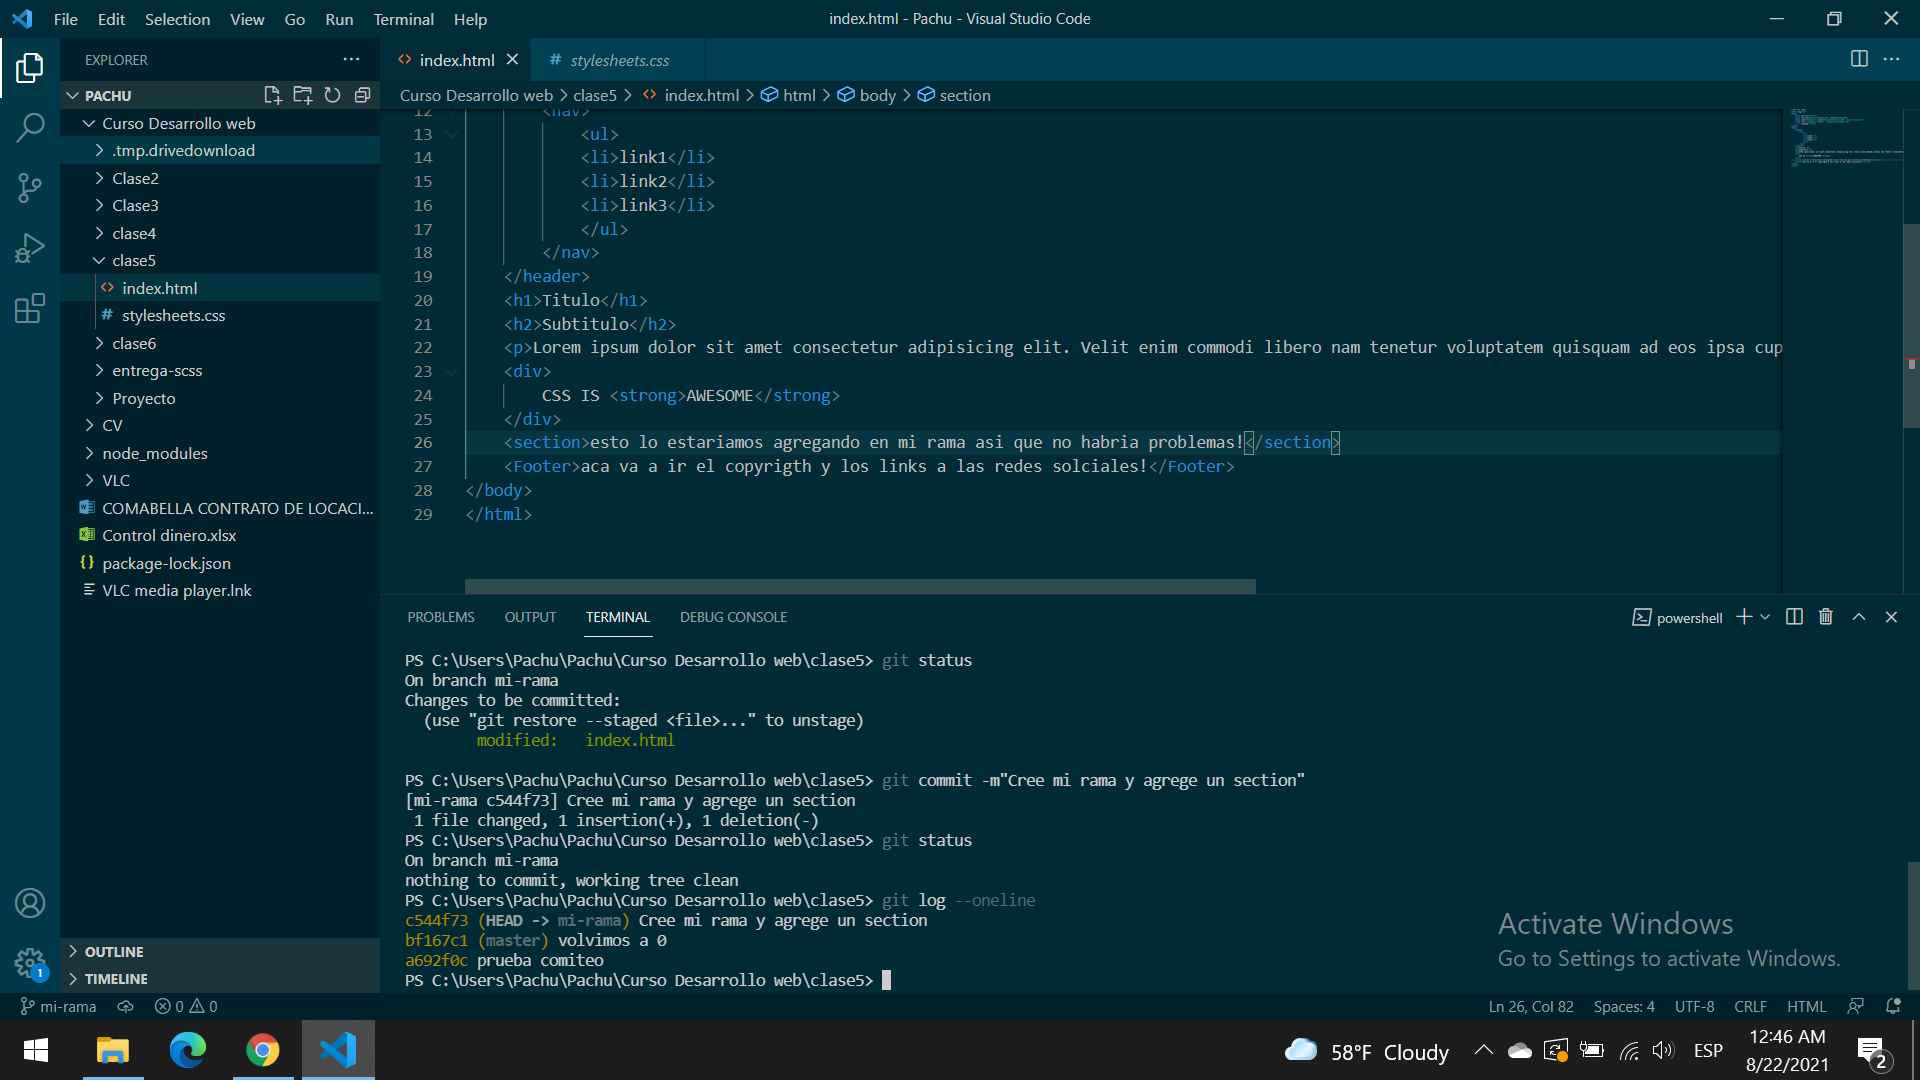 File Edit Selection View Go Run Terminal Help
index.html - Pachu - Visual Studio Code
EXPLORER
PACHU
Curso Desarrollo web
.tmp.drivedownload
Clase2
Clase3
clase4
clase5
index.html
stylesheets.css
clase6
entrega-scss
Proyecto
CV
node_modules
VLC
COMABELLA CONTRATO DE LOCACI...
Control dinero.xlsx
package-lock.json
VLC media player.lnk
OUTLINE
TIMELINE
index.html
# stylesheets.css
Curso Desarrollo web > clase5 > index.html > html > body > section
12 <nav>
13 <ul>
14 <li>link1</li>
15 <li>link2</li>
16 <li>link3</li>
17 </ul>
18 </nav>
19 </header>
20 <h1>Titulo</h1>
21 <h2>Subtitulo</h2>
22 <p>Lorem ipsum dolor sit amet consectetur adipisicing elit. Velit enim commodi libero nam tenetur voluptatem quisquam ad eos ipsa cup
23 <div>
24 CSS IS <strong>AWESOME</strong>
25 </div>
26 <section>esto lo estariamos agregando en mi rama asi que no habria problemas!</section>
27 <Footer>aca va a ir el copyrigth y los links a las redes solciales!</Footer>
28 </body>
29 </html>
PROBLEMS OUTPUT TERMINAL DEBUG CONSOLE
powershell
PS C:\Users\Pachu\Pachu\Curso Desarrollo web\clase5> git status
On branch mi-rama
Changes to be committed:
(use "git restore --staged <file>..." to unstage)
modified: index.html
PS C:\Users\Pachu\Pachu\Curso Desarrollo web\clase5> git commit -m"Cree mi rama y agrege un section"
[mi-rama c544f73] Cree mi rama y agrege un section
1 file changed, 1 insertion(+), 1 deletion(-)
PS C:\Users\Pachu\Pachu\Curso Desarrollo web\clase5> git status
On branch mi-rama
nothing to commit, working tree clean
PS C:\Users\Pachu\Pachu\Curso Desarrollo web\clase5> git log --oneline
c544f73 (HEAD -> mi-rama) Cree mi rama y agrege un section
bf167c1 (master) volvimos a 0
a692f0c prueba comiteo
PS C:\Users\Pachu\Pachu\Curso Desarrollo web\clase5>
Activate Windows
Go to Settings to activate Windows.
1
mi-rama 0 0
Ln 26, Col 82 Spaces: 4 UTF-8 CRLF HTML
58°F Cloudy
ESP
12:46 AM
8/22/2021
2